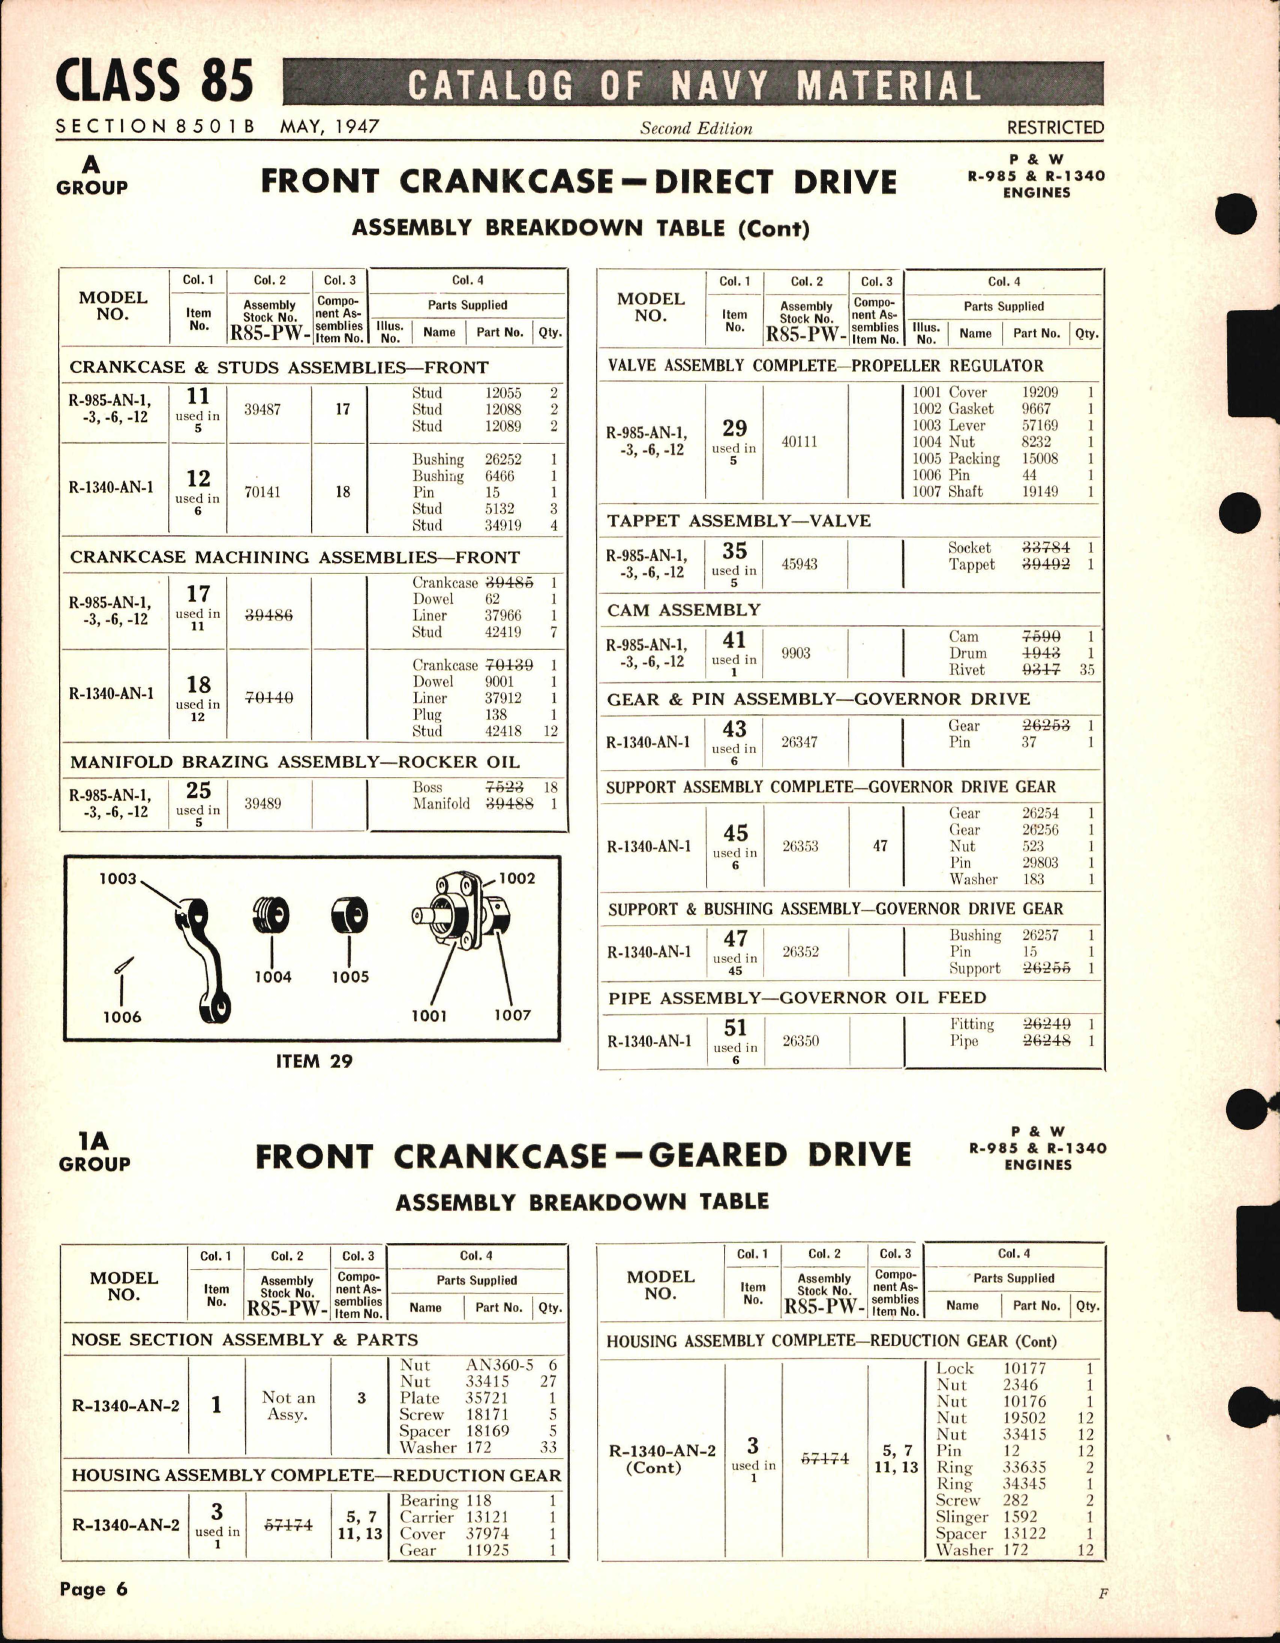 CLASS 85 CATALOG OF NAVY MATERIAL
SECTION 8501B MAY, 1947 Second Edition RESTRICTED
A
GROUP
FRONT CRANKCASE—DIRECT DRIVE
P & W
R-985 & R-1340
ENGINES
ASSEMBLY BREAKDOWN TABLE (Cont)
MODEL NO. Col. 1 Item No. Col. 2 Assembly Stock No. R85-PW- Col. 3 Compo-nent As-semblies Item No. Col. 4 Parts Supplied Illus. No. Name Part No. Qty.
CRANKCASE & STUDS ASSEMBLIES—FRONT
R-985-AN-1, -3, -6, -12 11 used in 5 39487 17
Stud 12055 2
Stud 12088 2
Stud 12089 2
R-1340-AN-1 12 used in 6 70141 18
Bushing 26252 1
Bushing 6466 1
Pin 15 1
Stud 5132 3
Stud 34919 4
CRANKCASE MACHINING ASSEMBLIES—FRONT
R-985-AN-1, -3, -6, -12 17 used in 11 39486
Crankcase 39485 1
Dowel 62 1
Liner 37966 1
Stud 42419 7
R-1340-AN-1 18 used in 12 70140
Crankcase 70139 1
Dowel 9001 1
Liner 37912 1
Plug 138 1
Stud 42418 12
MANIFOLD BRAZING ASSEMBLY—ROCKER OIL
R-985-AN-1, -3, -6, -12 25 used in 5 39489
Boss 7523 18
Manifold 39488 1
1003
1002
1004
1005
1006
1001
1007
ITEM 29
MODEL NO. Col. 1 Item No. Col. 2 Assembly Stock No. R85-PW- Col. 3 Compo-nent As-semblies Item No. Col. 4 Parts Supplied Illus. No. Name Part No. Qty.
VALVE ASSEMBLY COMPLETE—PROPELLER REGULATOR
R-985-AN-1, -3, -6, -12 29 used in 5 40111
1001 Cover 19209 1
1002 Gasket 9667 1
1003 Lever 57169 1
1004 Nut 8232 1
1005 Packing 15008 1
1006 Pin 44 1
1007 Shaft 19149 1
TAPPET ASSEMBLY—VALVE
R-985-AN-1, -3, -6, -12 35 used in 5 45943
Socket 33784 1
Tappet 39492 1
CAM ASSEMBLY
R-985-AN-1, -3, -6, -12 41 used in 1 9903
Cam 7590 1
Drum 1943 1
Rivet 9317 35
GEAR & PIN ASSEMBLY—GOVERNOR DRIVE
R-1340-AN-1 43 used in 6 26347
Gear 26253 1
Pin 37 1
SUPPORT ASSEMBLY COMPLETE—GOVERNOR DRIVE GEAR
R-1340-AN-1 45 used in 6 26353 47
Gear 26254 1
Gear 26256 1
Nut 523 1
Pin 29803 1
Washer 183 1
SUPPORT & BUSHING ASSEMBLY—GOVERNOR DRIVE GEAR
R-1340-AN-1 47 used in 45 26352
Bushing 26257 1
Pin 15 1
Support 26255 1
PIPE ASSEMBLY—GOVERNOR OIL FEED
R-1340-AN-1 51 used in 6 26350
Fitting 26249 1
Pipe 26248 1
1A
GROUP
FRONT CRANKCASE—GEARED DRIVE
P & W
R-985 & R-1340
ENGINES
ASSEMBLY BREAKDOWN TABLE
MODEL NO. Col. 1 Item No. Col. 2 Assembly Stock No. R85-PW- Col. 3 Compo-nent As-semblies Item No. Col. 4 Parts Supplied Name Part No. Qty.
NOSE SECTION ASSEMBLY & PARTS
R-1340-AN-2 1 Not an Assy. 3
Nut AN360-5 6
Nut 33415 27
Plate 35721 1
Screw 18171 5
Spacer 18169 5
Washer 172 33
HOUSING ASSEMBLY COMPLETE—REDUCTION GEAR
R-1340-AN-2 3 used in 1 57174 5, 7 11, 13
Bearing 118 1
Carrier 13121 1
Cover 37974 1
Gear 11925 1
MODEL NO. Col. 1 Item No. Col. 2 Assembly Stock No. R85-PW- Col. 3 Compo-nent As-semblies Item No. Col. 4 Parts Supplied Name Part No. Qty.
HOUSING ASSEMBLY COMPLETE—REDUCTION GEAR (Cont)
R-1340-AN-2 (Cont) 3 used in 1 57174 5, 7 11, 13
Lock 10177 1
Nut 2346 1
Nut 10176 1
Nut 19502 12
Nut 33415 12
Pin 12 12
Ring 33635 2
Ring 34345 1
Screw 282 2
Slinger 1592 1
Spacer 13122 1
Washer 172 12
Page 6
F